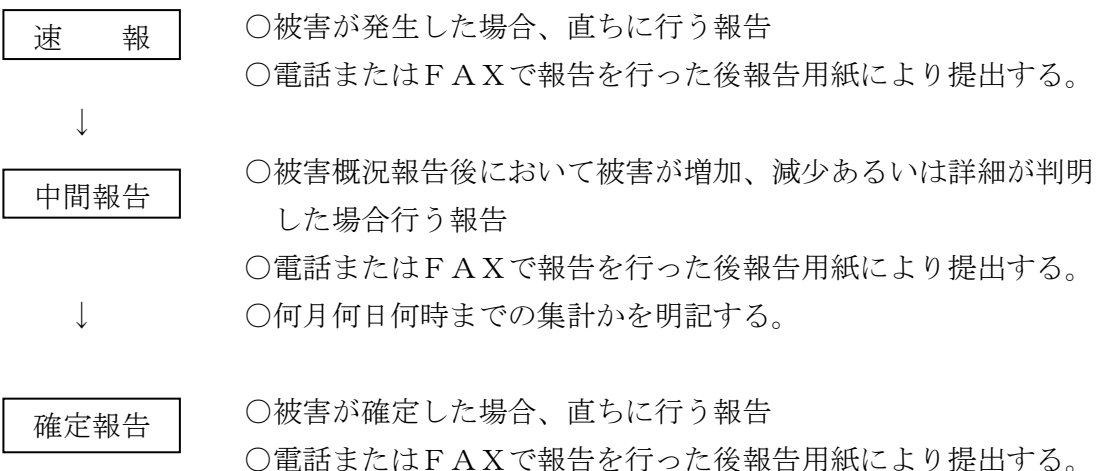 速　　報
○被害が発生した場合、直ちに行う報告
○電話またはＦＡＸで報告を行った後報告用紙により提出する。
↓
中間報告
○被害概況報告後において被害が増加、減少あるいは詳細が判明
した場合行う報告
○電話またはＦＡＸで報告を行った後報告用紙により提出する。
↓
○何月何日何時までの集計かを明記する。
確定報告
○被害が確定した場合、直ちに行う報告
○電話またはＦＡＸで報告を行った後報告用紙により提出する。